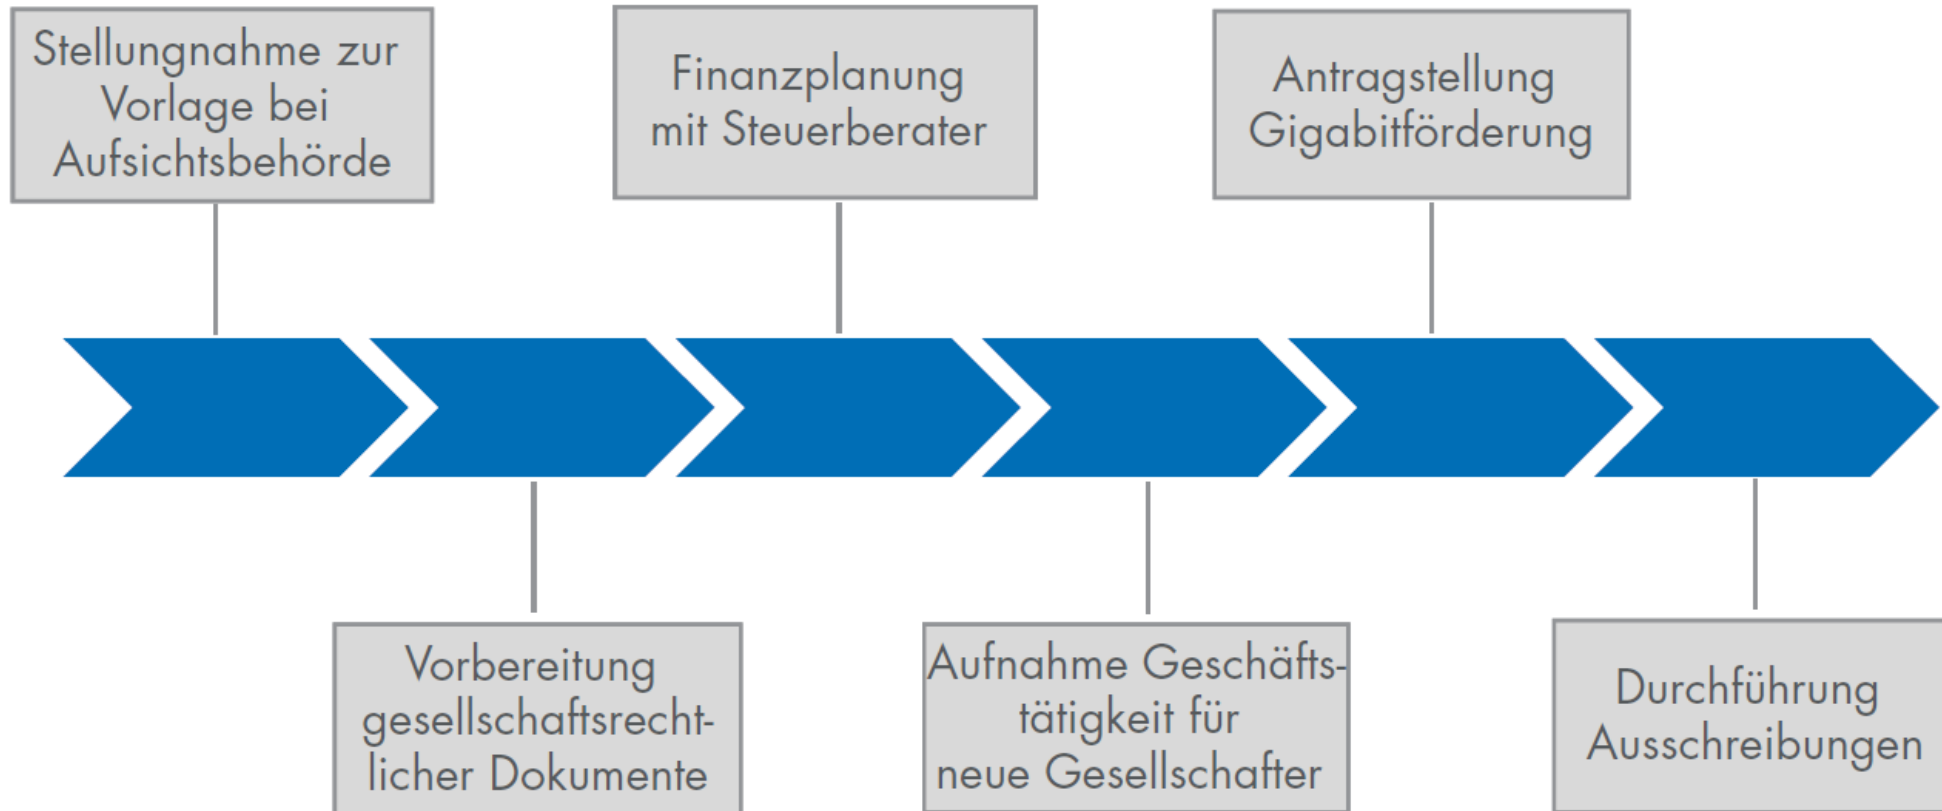 Stellungnahme zur
Vorlage bei
Aufsichtsbehörde
Vorbereitung
gesellschaftsrecht-
licher Dokumente
Finanzplanung
mit Steuerberater
Aufnahme Geschäfts-
tätigkeit für
neue Gesellschafter
Antragstellung
Gigabitförderung
Durchführung
Ausschreibungen